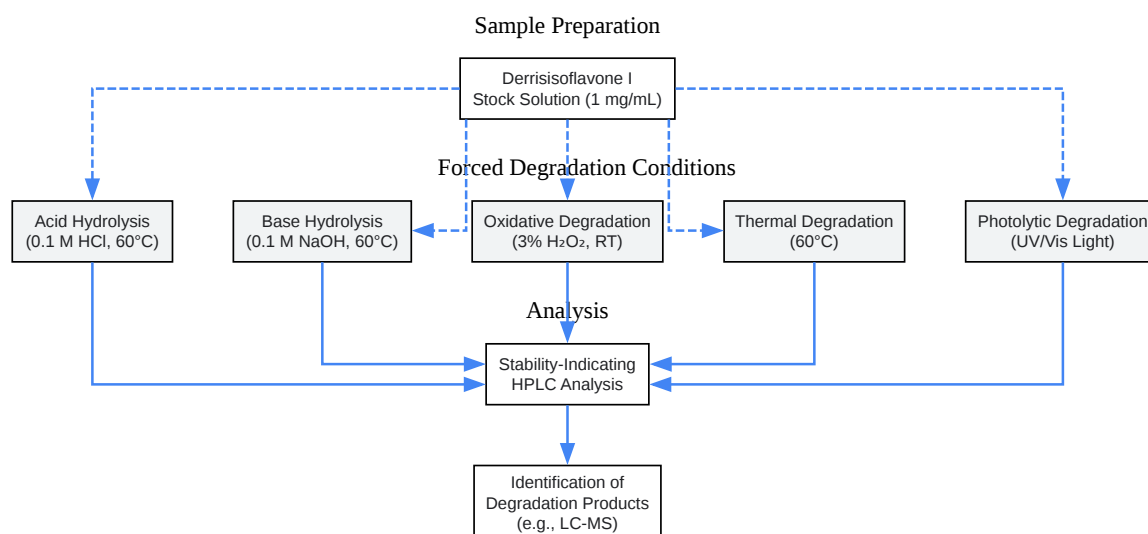 Sample Preparation
Derrisisoflavone I
Stock Solution (1 mg/mL)
Forced Degradation Conditions
Acid Hydrolysis
(0.1 M HCl, 60°C)
Base Hydrolysis
(0.1 M NaOH, 60°C)
Oxidative Degradation
(3% H₂O₂, RT)
Thermal Degradation
(60°C)
Photolytic Degradation
(UV/Vis Light)
Analysis
Stability-Indicating
HPLC Analysis
Identification of
Degradation Products
(e.g., LC-MS)